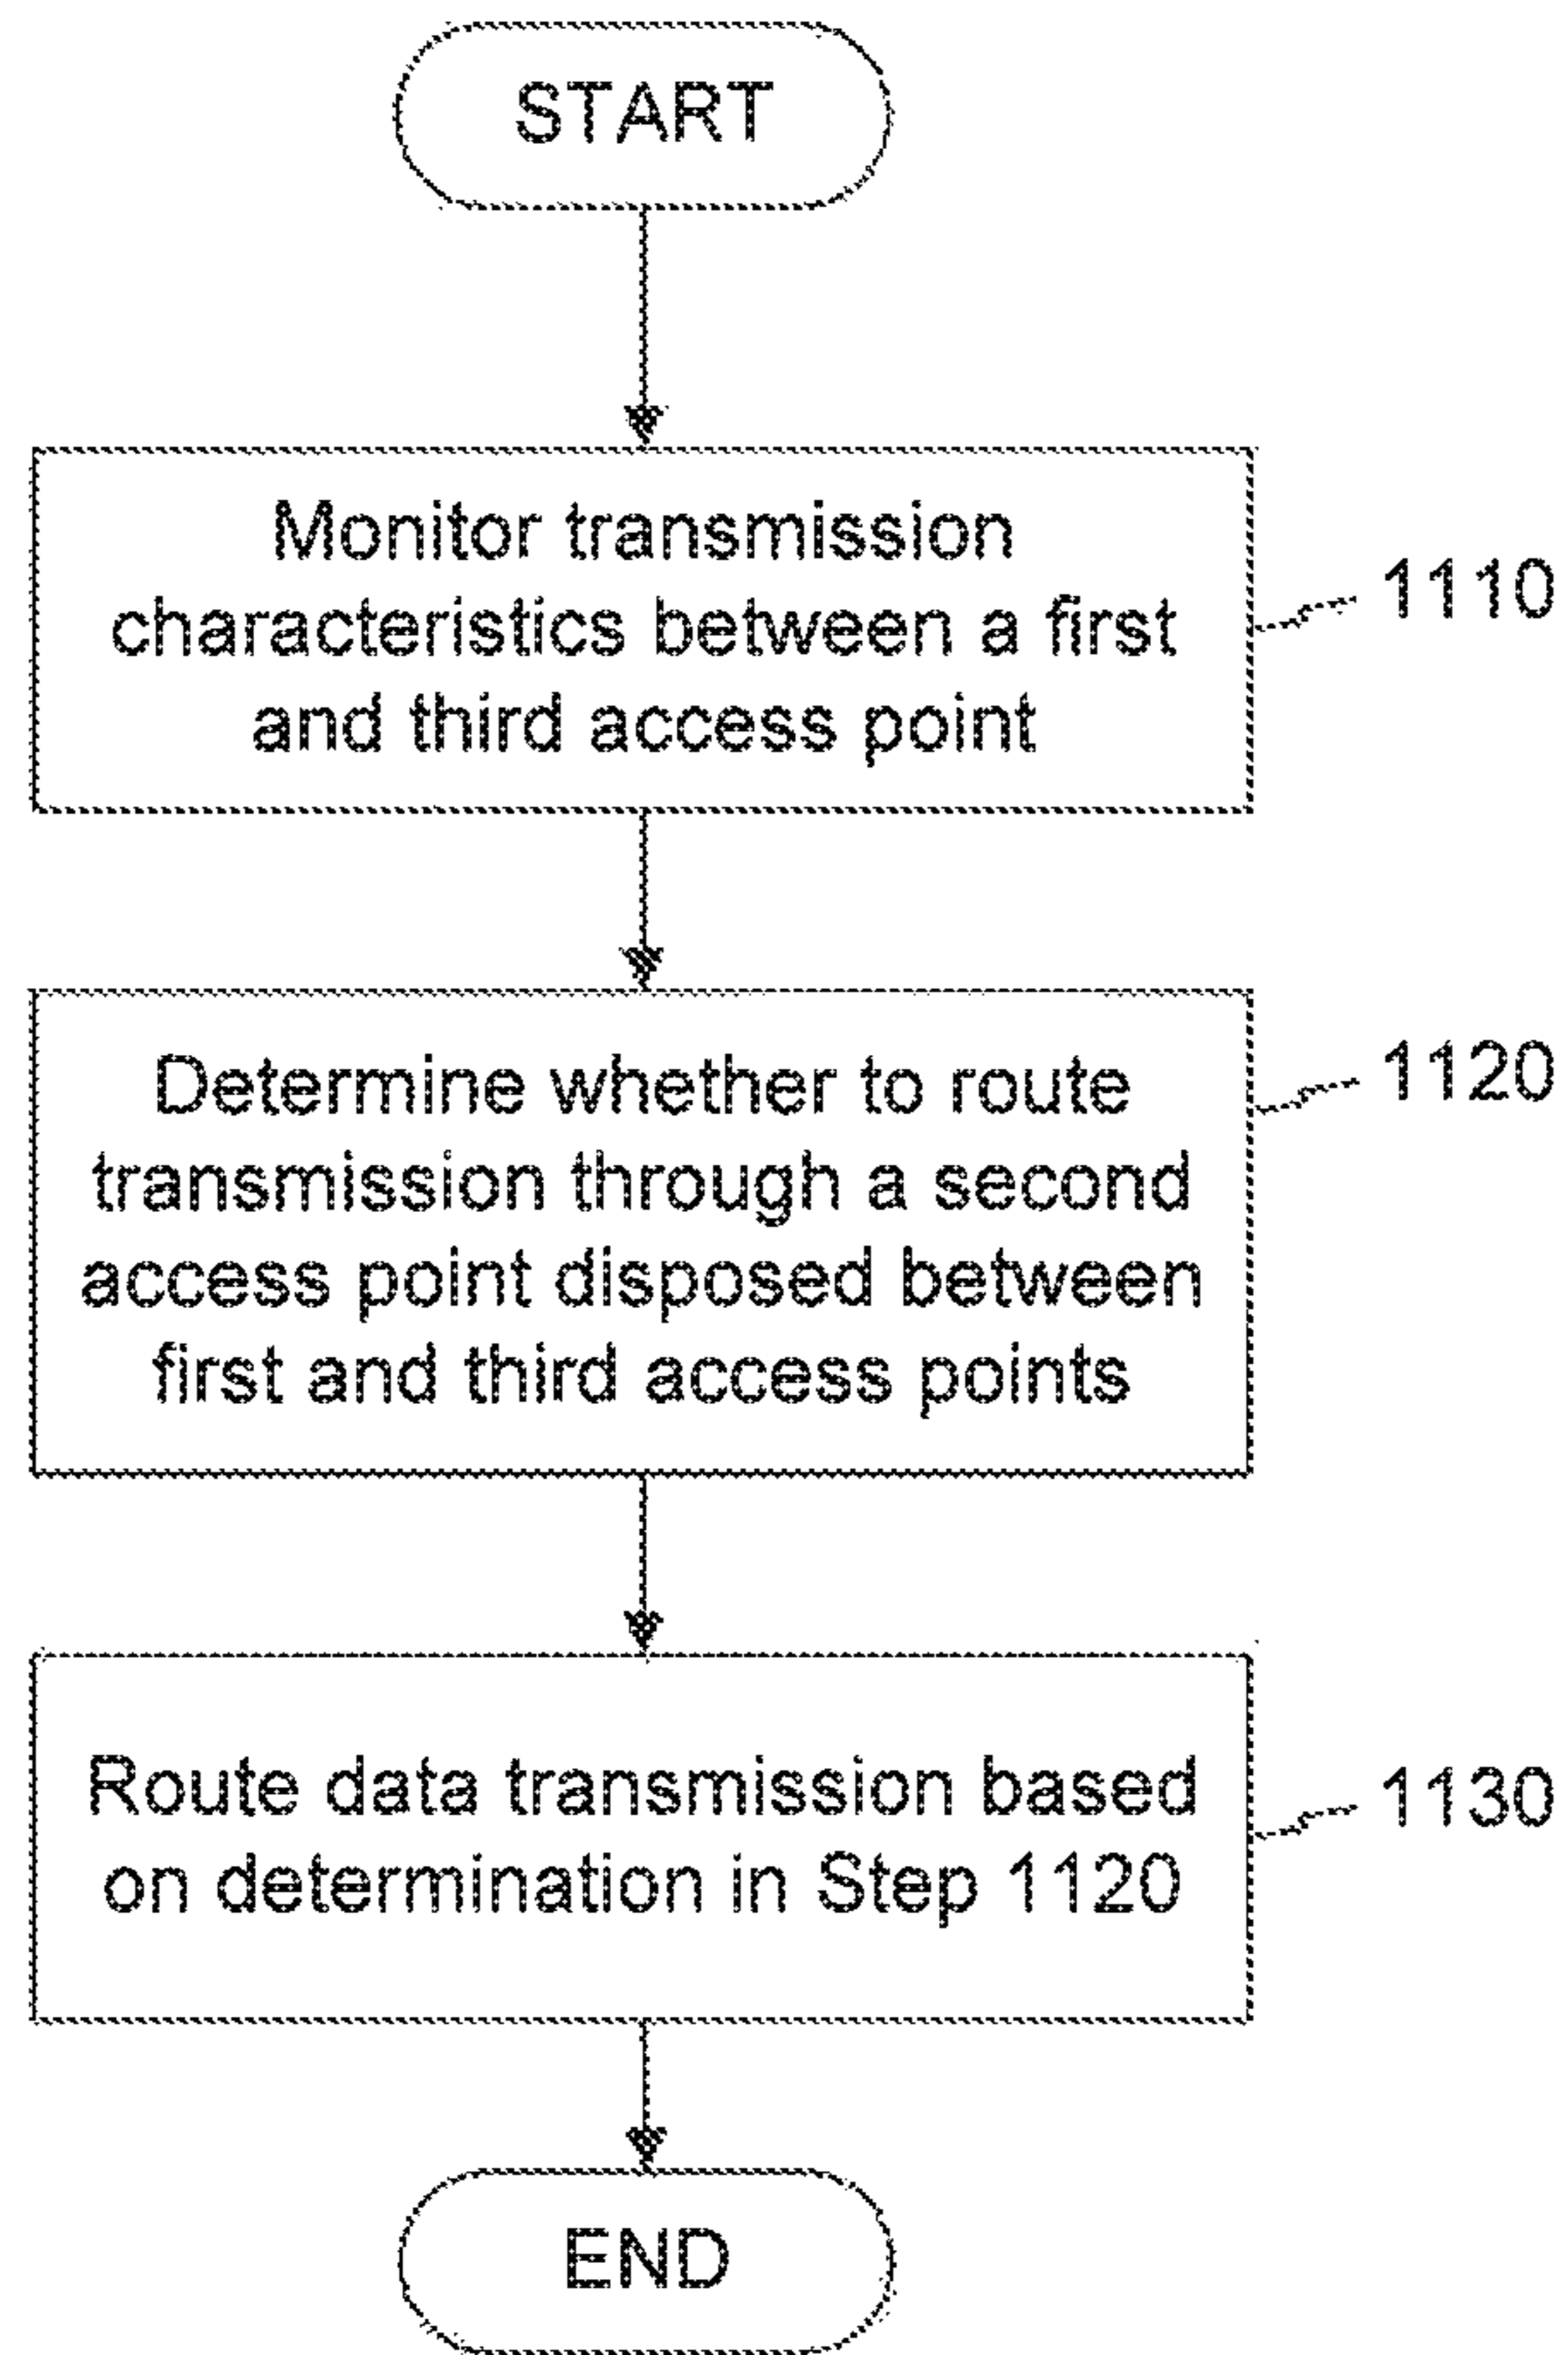 START
Monitor transmission
characteristics between a first
and third access point
1110
Determine whether to route
transmission through a second
access point disposed between
first and third access points
1120
Route data transmission based
on determination in Step 1120
1130
END